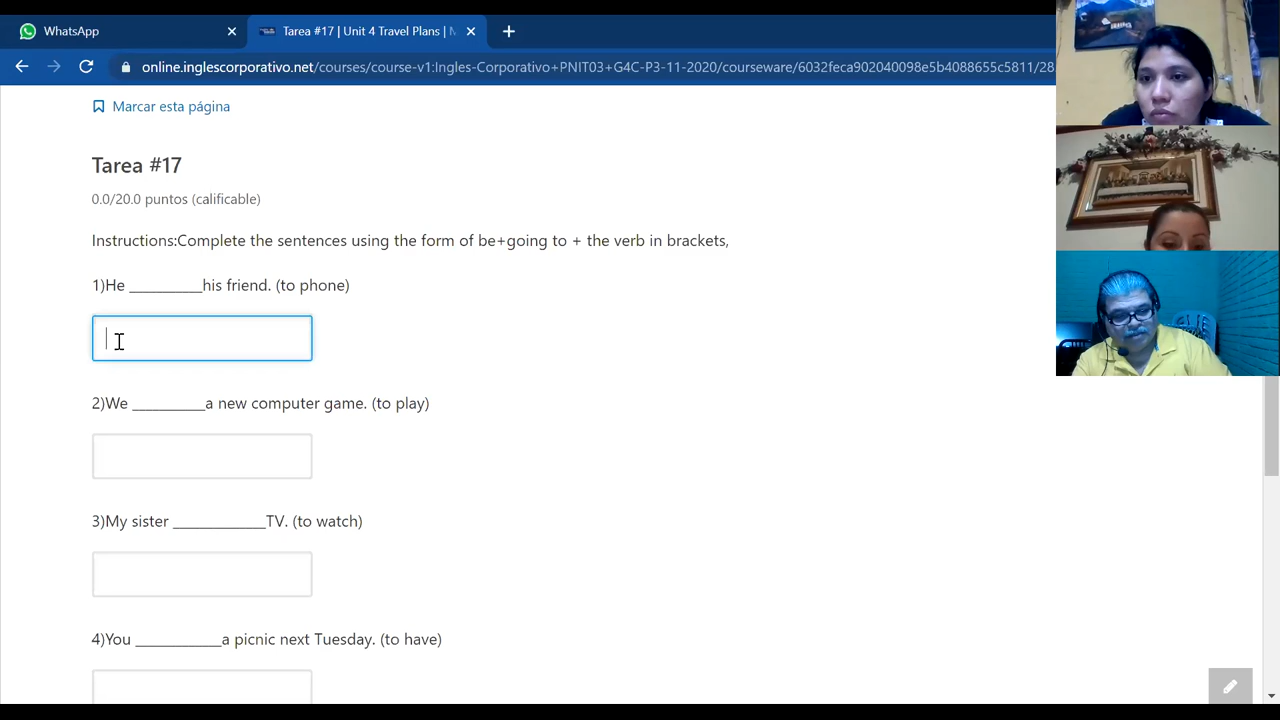 WhatsApp
Tarea #17 | Unit 4 Travel Plans |
online.inglescorporativo.net/courses/course-v1:Ingles-Corporativo+PNIT03+G4C-P3-11-2020/courseware/6032feca902040098e5b4088655c5811/28
Marcar esta página
Tarea #17
0.0/20.0 puntos (calificable)
Instructions:Complete the sentences using the form of be+going to + the verb in brackets,
1)He __________his friend. (to phone)
2)We __________a new computer game. (to play)
3)My sister _____________TV. (to watch)
4)You ____________a picnic next Tuesday. (to have)